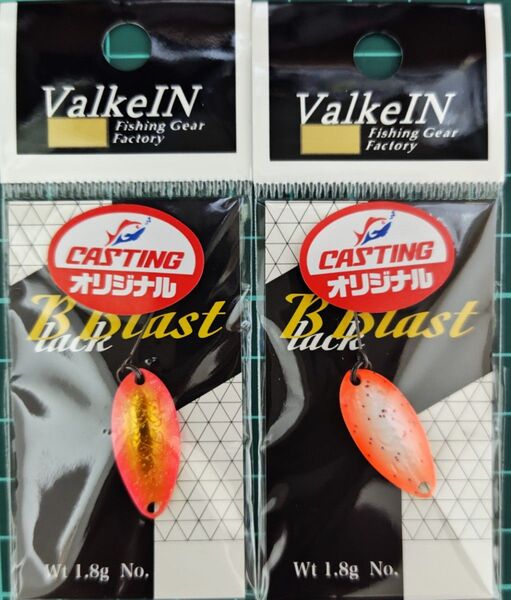 ValkeIN
Fishing Gear
Factory
CASTING
オリジナル
B Blast
lack
Wt 1.8g No.
ValkeIN
Fishing Gear
Factory
CASTING
オリジナル
B Blast
lack
Wt 1.8g No.